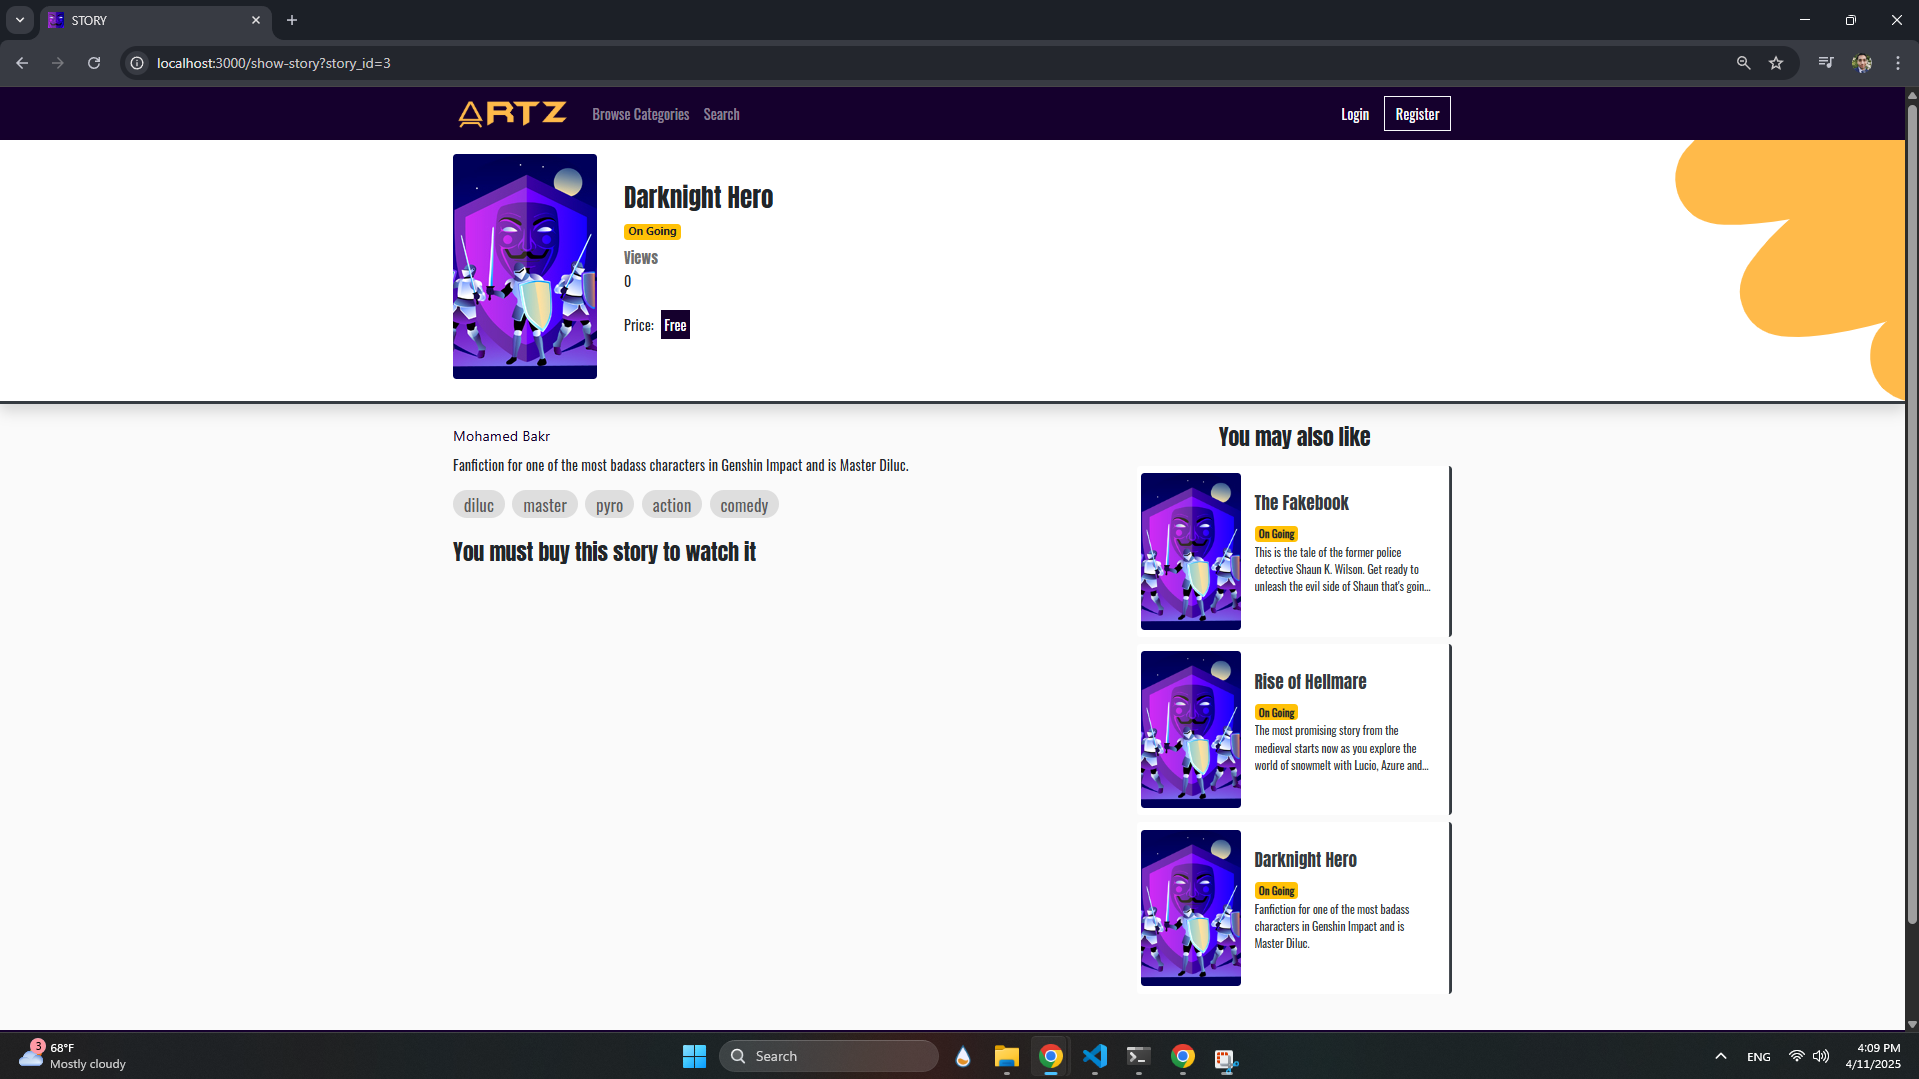 STORY
localhost:3000/show-story?story_id=3
ARTZ
Browse Categories
Search
Login
Register
Darknight Hero
On Going
Views
0
Price: Free
Mohamed Bakr
Fanfiction for one of the most badass characters in Genshin Impact and is Master Diluc.
diluc master pyro action comedy
You must buy this story to watch it
You may also like
The Fakebook
On Going
This is the tale of the former police
detective Shaun K. Wilson. Get ready to
unleash the evil side of Shaun that's goin...
Rise of Hellmare
On Going
The most promising story from the
medieval starts now as you explore the
world of snowmelt with Lucio, Azure and...
Darknight Hero
On Going
Fanfiction for one of the most badass
characters in Genshin Impact and is
Master Diluc.
3
68°F
Mostly cloudy
Search
ENG
4:09 PM
4/11/2025